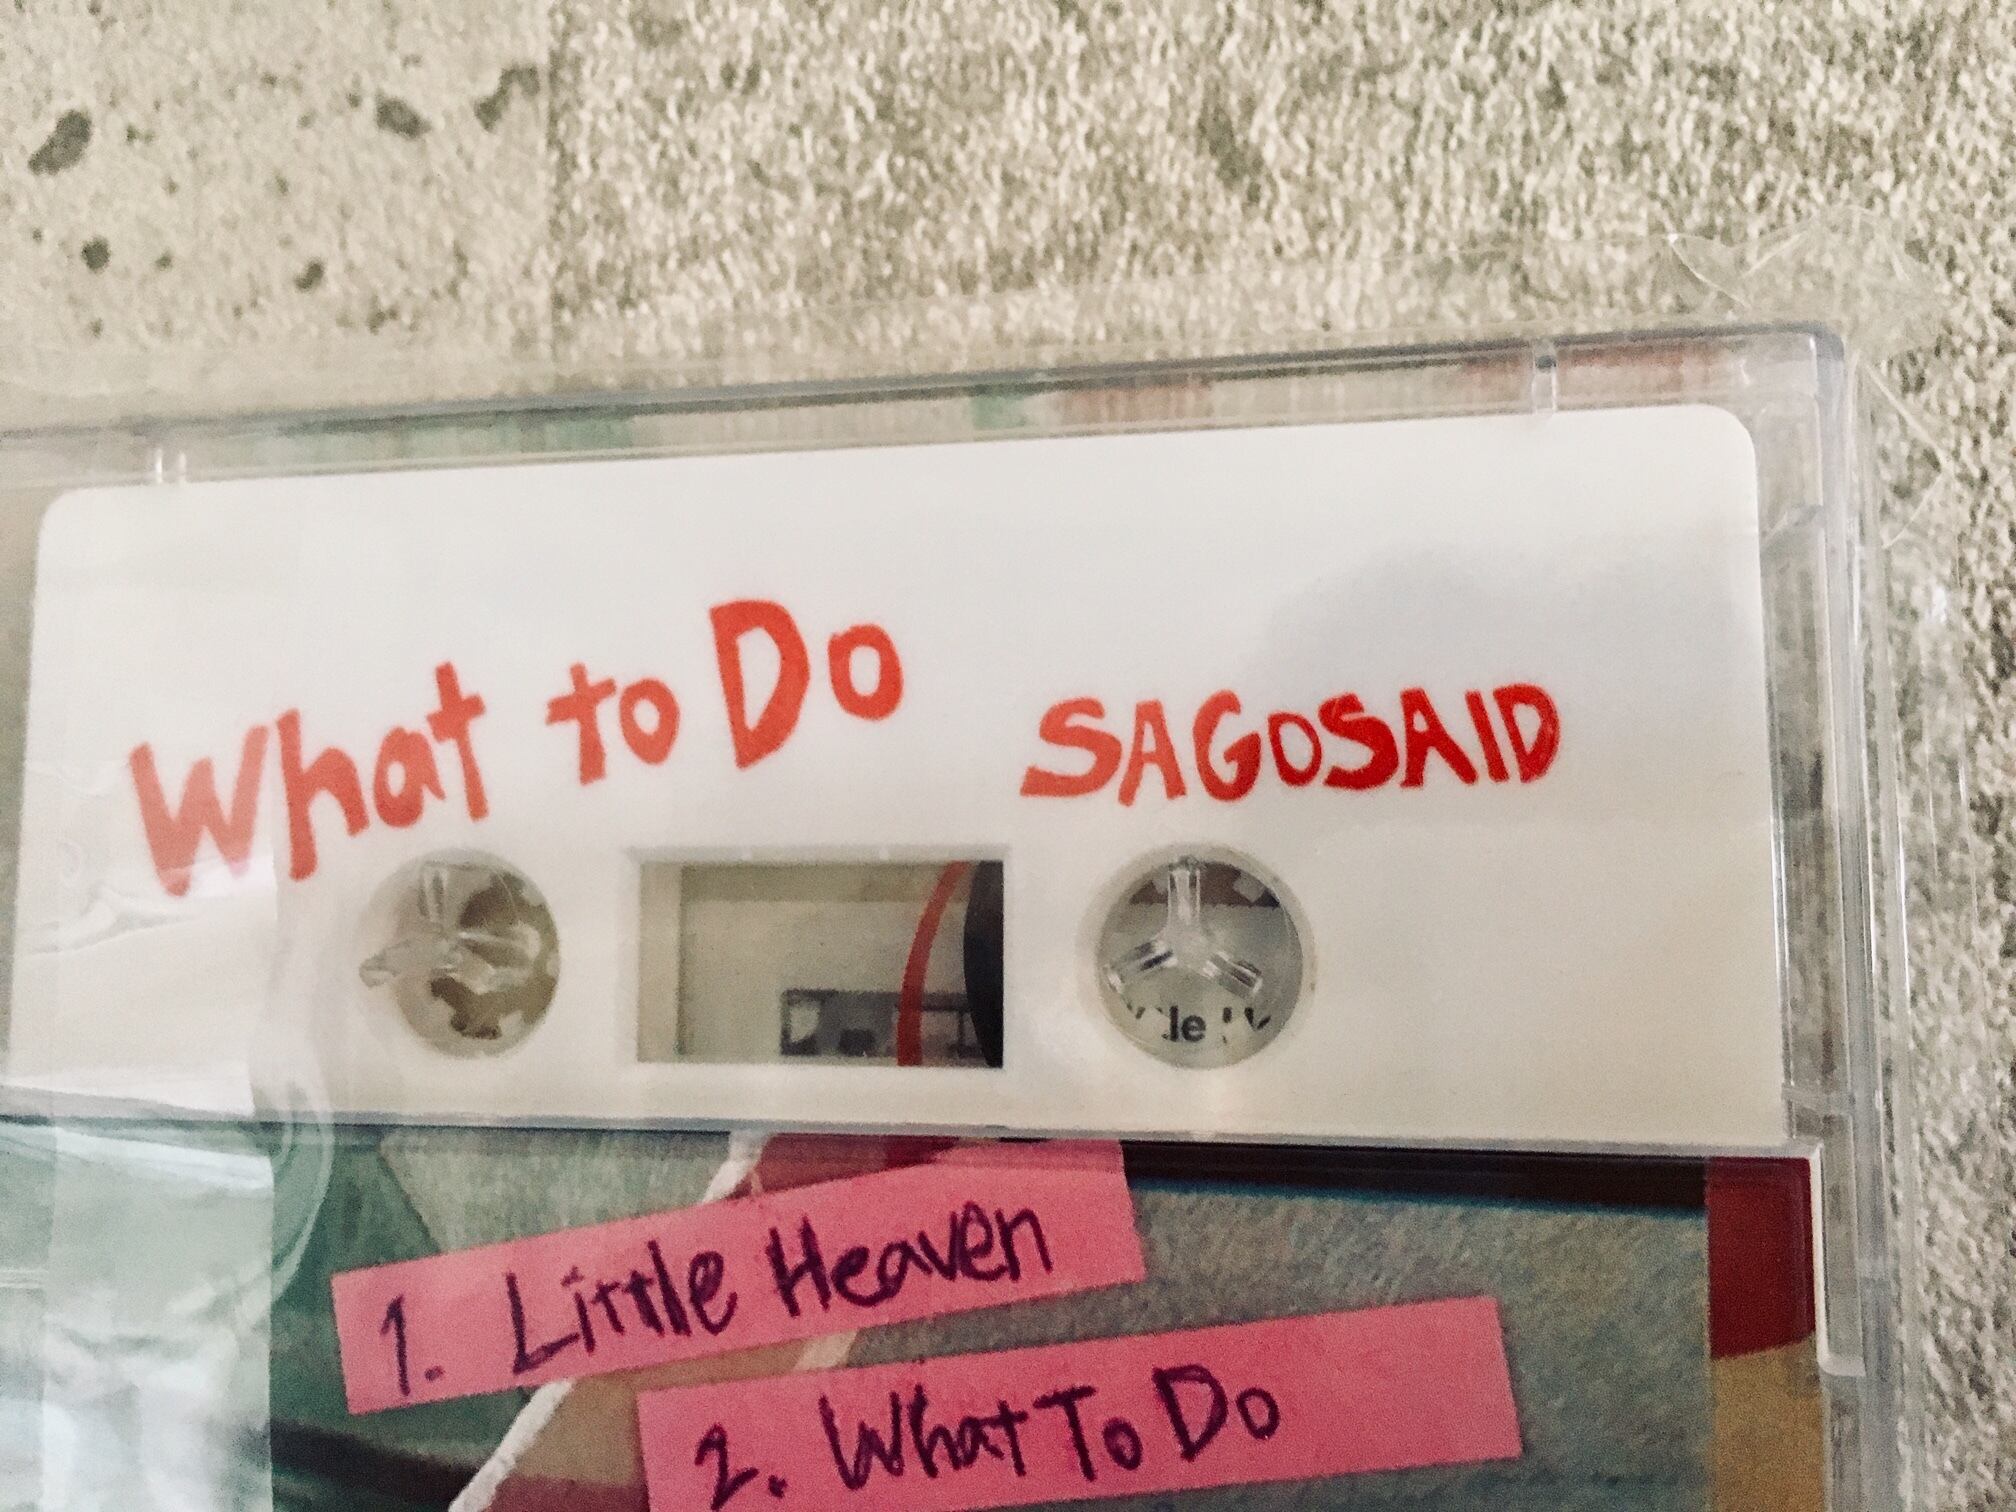 What to Do SAGOSAID
1. Little Heaven
2. What To Do